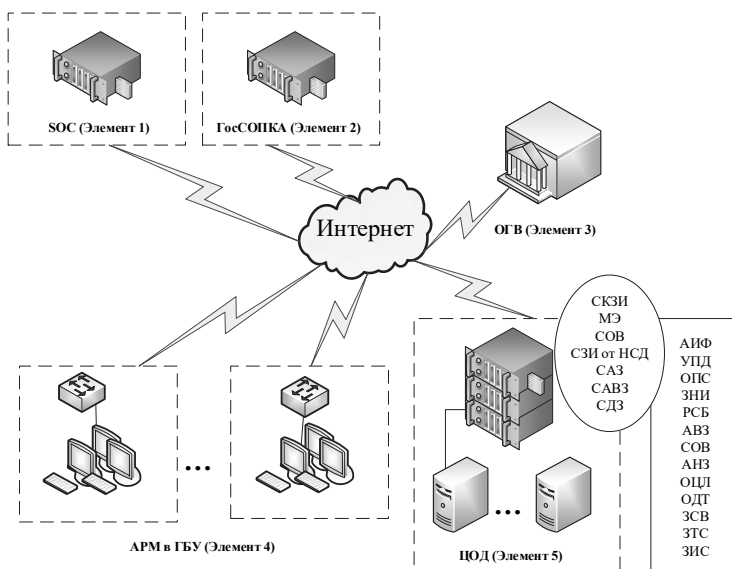 SOC (Элемент 1)
ГосСОПКА (Элемент 2)
ОГВ (Элемент 3)
Интернет
СКЗИ
МЭ
СОВ
СЗИ от НСД
САЗ
САВЗ
СДЗ
АИФ
УПД
ОПС
ЗНИ
РСБ
АВЗ
СОВ
АНЗ
ОЦЛ
ОДТ
ЗСВ
ЗТС
ЗИС
...
АРМ в ГБУ (Элемент 4)
...
ЦОД (Элемент 5)